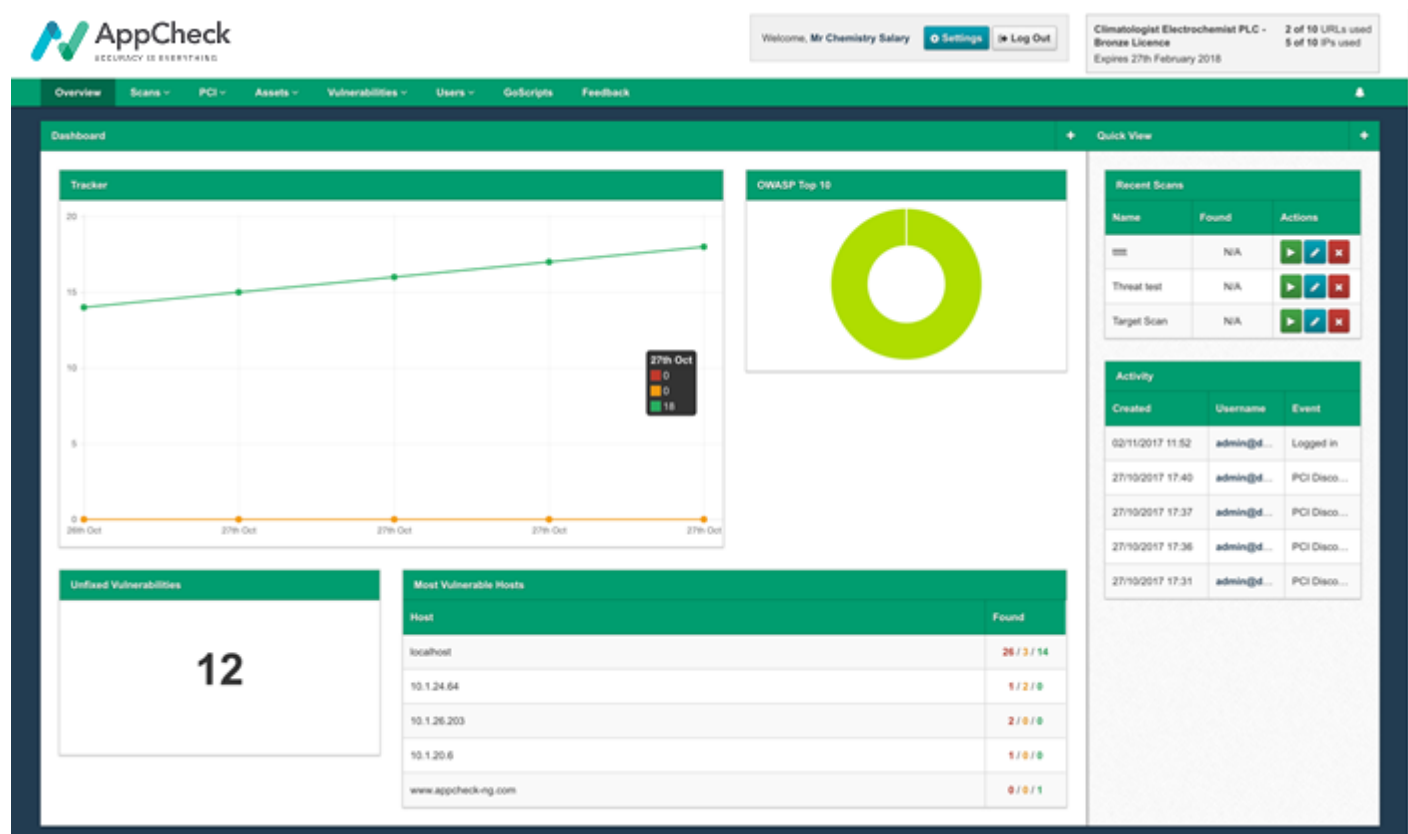 AppCheck
ACCURACY IS EVERYTHING
Welcome, Mr Chemistry Salary
Settings
Log Out
Climatologist Electrochemist PLC -
Bronze Licence
Expires 27th February 2018
2 of 10 URLs used
5 of 10 IPs used
Overview Scans PCI Assets Vulnerabilities Users GoScripts Feedback
Dashboard
Quick View
Tracker
20
15
10
5
0
26th Oct 27th Oct 27th Oct 27th Oct 27th Oct
27th Oct
0
0
18
OWASP Top 10
Recent Scans
Name Found Actions
N/A
Threat test N/A
Target Scan N/A
Activity
Created Username Event
02/11/2017 11:52 admin@d... Logged in
27/10/2017 17:40 admin@d... PCI Disco...
27/10/2017 17:37 admin@d... PCI Disco...
27/10/2017 17:36 admin@d... PCI Disco...
27/10/2017 17:31 admin@d... PCI Disco...
Unfixed Vulnerabilities
12
Most Vulnerable Hosts
Host Found
localhost 26 / 3 / 14
10.1.24.64 1 / 2 / 0
10.1.26.203 2 / 0 / 0
10.1.20.6 1 / 0 / 0
www.appcheck-ng.com 0 / 0 / 1